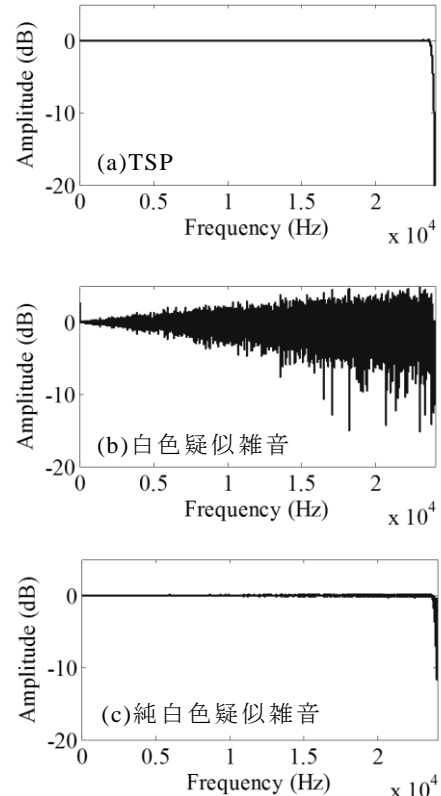 Amplitude (dB)
0
-10
-20
(a)TSP
0 0.5 1 1.5 2
Frequency (Hz)
x 10^4
Amplitude (dB)
0
-10
-20
(b)白色疑似雑音
0 0.5 1 1.5 2
Frequency (Hz)
x 10^4
Amplitude (dB)
0
-10
-20
(c)純白色疑似雑音
0 0.5 1 1.5 2
Frequency (Hz)
x 10^4